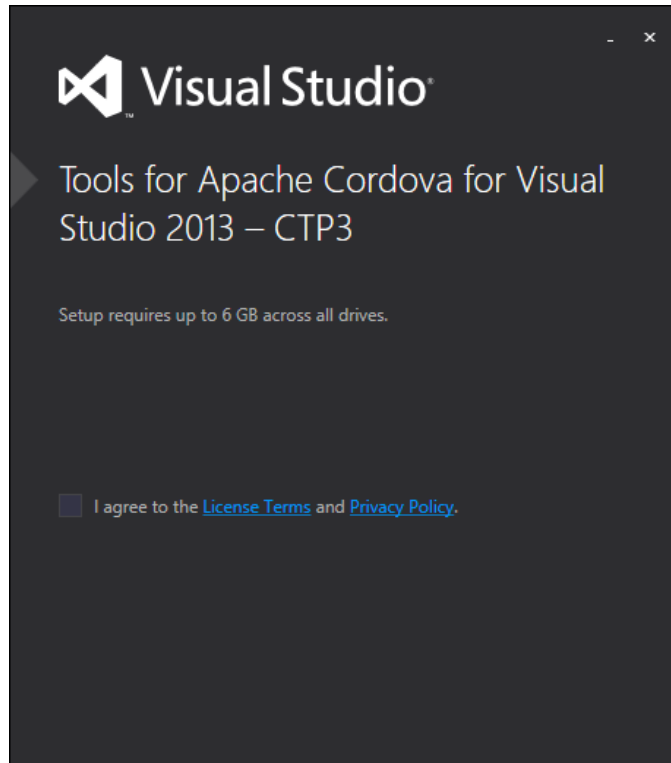 Visual Studio®
™
Tools for Apache Cordova for Visual
Studio 2013 – CTP3
Setup requires up to 6 GB across all drives.
I agree to the License Terms and Privacy Policy.